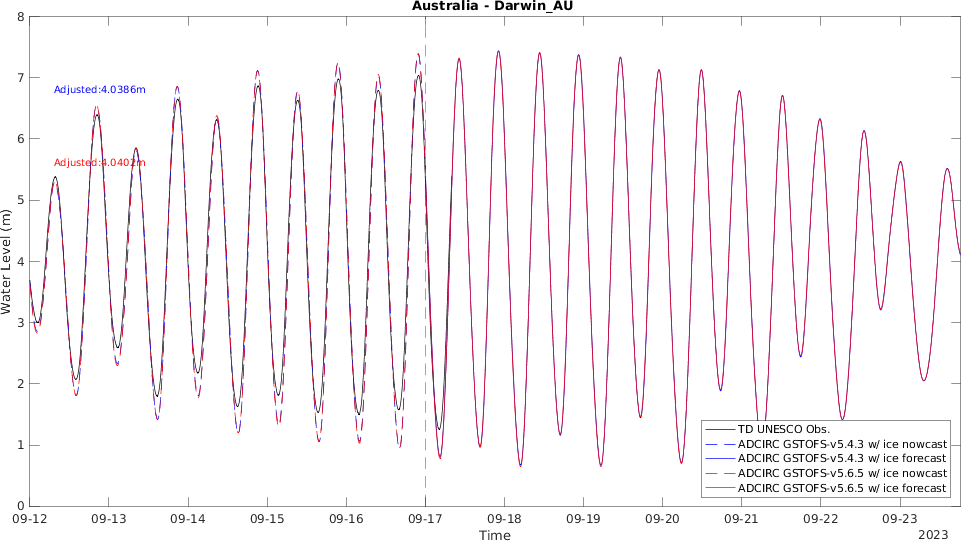 Australia - Darwin_AU
8
7
Adjusted:4.0386m
6
Adjusted:4.0402m
5
4
3
2
1
0
Water Level (m)
TD UNESCO Obs.
ADCIRC GSTOFS-v5.4.3 w/ ice nowcast
ADCIRC GSTOFS-v5.4.3 w/ ice forecast
ADCIRC GSTOFS-v5.6.5 w/ ice nowcast
ADCIRC GSTOFS-v5.6.5 w/ ice forecast
09-12 09-13 09-14 09-15 09-16 09-17 09-18 09-19 09-20 09-21 09-22 09-23
Time
2023